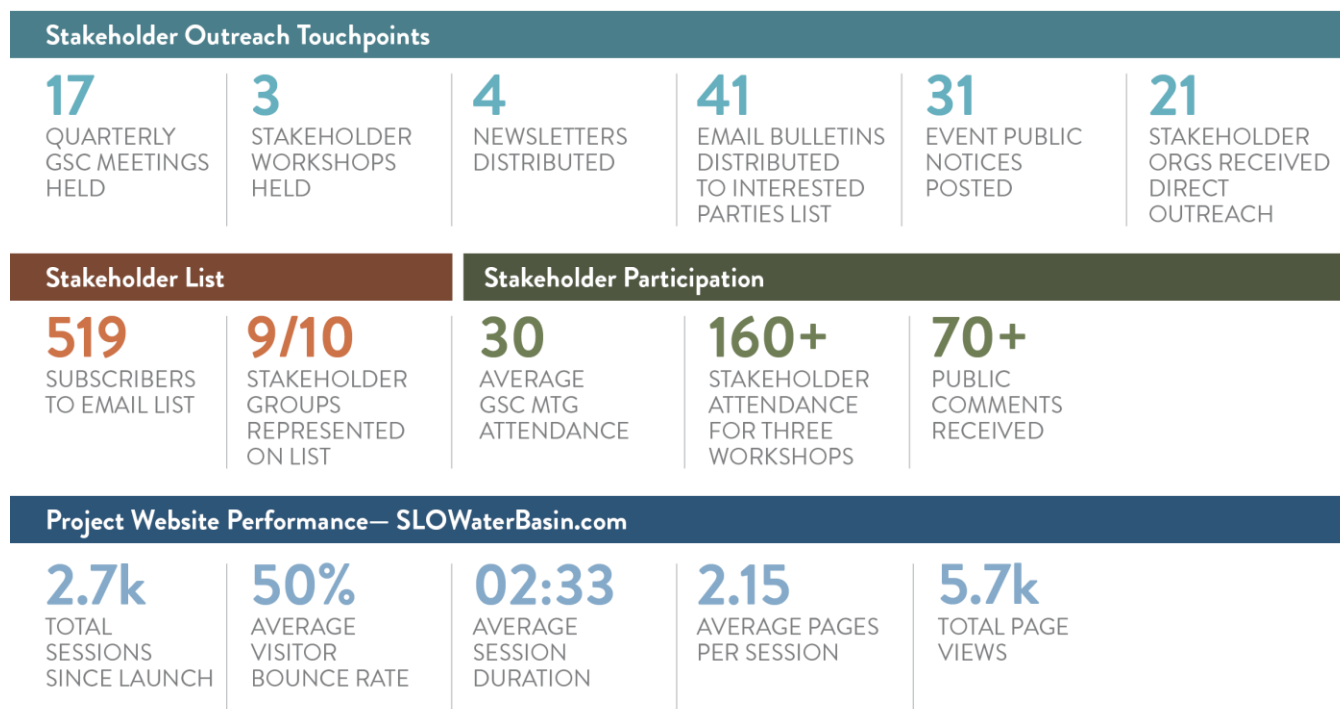 Stakeholder Outreach Touchpoints
17
QUARTERLY
GSC MEETINGS
HELD
3
STAKEHOLDER
WORKSHOPS
HELD
4
NEWSLETTERS
DISTRIBUTED
41
EMAIL BULLETINS
DISTRIBUTED
TO INTERESTED
PARTIES LIST
31
EVENT PUBLIC
NOTICES
POSTED
21
STAKEHOLDER
ORGS RECEIVED
DIRECT
OUTREACH
Stakeholder List
519
SUBSCRIBERS
TO EMAIL LIST
9/10
STAKEHOLDER
GROUPS
REPRESENTED
ON LIST
Stakeholder Participation
30
AVERAGE
GSC MTG
ATTENDANCE
160+
STAKEHOLDER
ATTENDANCE
FOR THREE
WORKSHOPS
70+
PUBLIC
COMMENTS
RECEIVED
Project Website Performance— SLOWaterBasin.com
2.7k
TOTAL
SESSIONS
SINCE LAUNCH
50%
AVERAGE
VISITOR
BOUNCE RATE
02:33
AVERAGE
SESSION
DURATION
2.15
AVERAGE PAGES
PER SESSION
5.7k
TOTAL PAGE
VIEWS